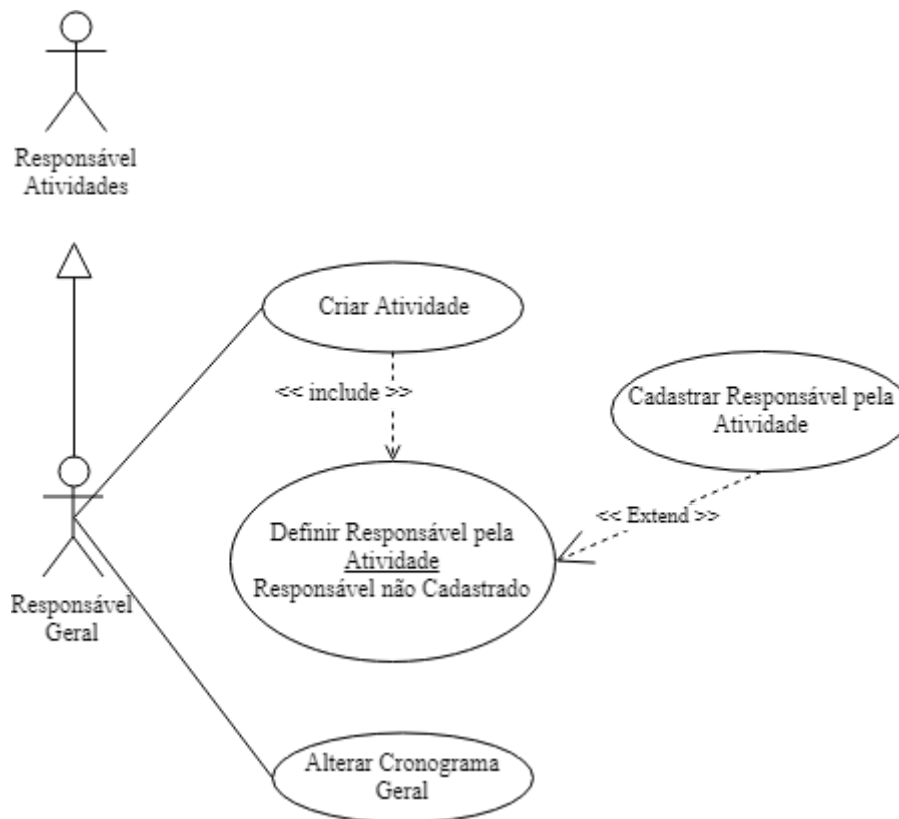 Responsável
Atividades
Criar Atividade
<< include >>
Cadastrar Responsável pela
Atividade
<< Extend >>
Definir Responsável pela
Atividade
Responsável não Cadastrado
Responsável
Geral
Alterar Cronograma
Geral